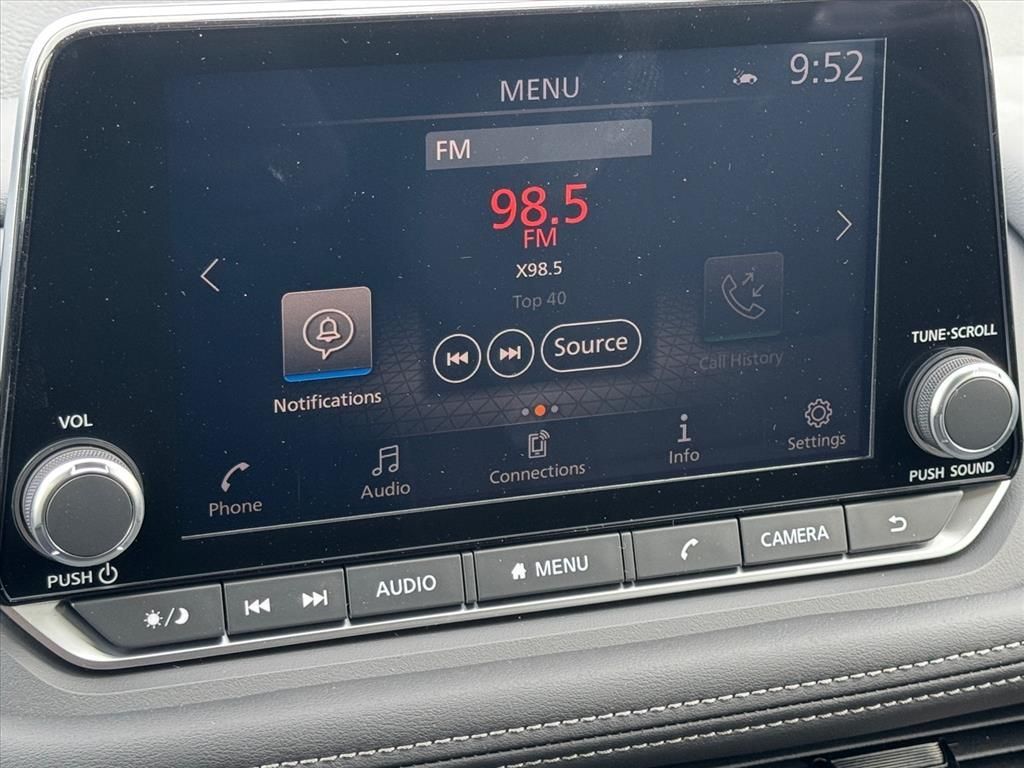 MENU
9:52
FM
98.5
FM
X98.5
Top 40
Source
Notifications
Call History
Phone
Audio
Connections
Info
Settings
VOL
PUSH
TUNE·SCROLL
PUSH SOUND
AUDIO
MENU
CAMERA